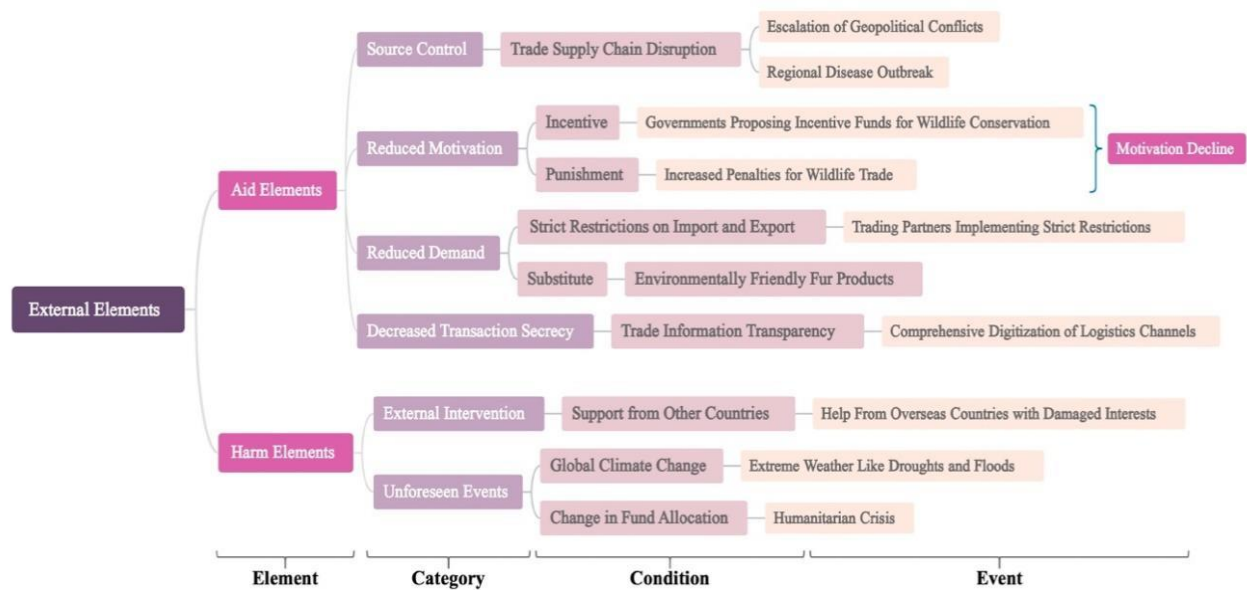 External Elements
Aid Elements
Source Control
Trade Supply Chain Disruption
Escalation of Geopolitical Conflicts
Regional Disease Outbreak
Reduced Motivation
Incentive
Governments Proposing Incentive Funds for Wildlife Conservation
Punishment
Increased Penalties for Wildlife Trade
Motivation Decline
Reduced Demand
Strict Restrictions on Import and Export
Trading Partners Implementing Strict Restrictions
Substitute
Environmentally Friendly Fur Products
Decreased Transaction Secrecy
Trade Information Transparency
Comprehensive Digitization of Logistics Channels
Harm Elements
External Intervention
Support from Other Countries
Help From Overseas Countries with Damaged Interests
Unforeseen Events
Global Climate Change
Extreme Weather Like Droughts and Floods
Change in Fund Allocation
Humanitarian Crisis
Element
Category
Condition
Event